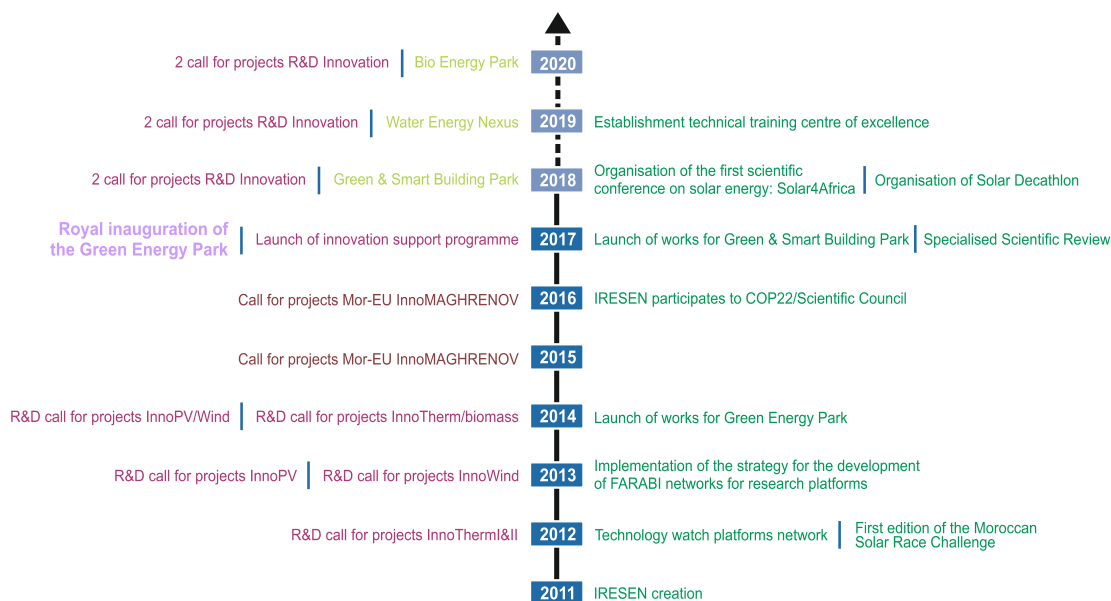 2 call for projects R&D Innovation
Bio Energy Park
2020
2 call for projects R&D Innovation
Water Energy Nexus
2019
Establishment technical training centre of excellence
2 call for projects R&D Innovation
Green & Smart Building Park
2018
Organisation of the first scientific
conference on solar energy: Solar4Africa
Organisation of Solar Decathlon
Royal inauguration of
the Green Energy Park
Launch of innovation support programme
2017
Launch of works for Green & Smart Building Park
Specialised Scientific Review
Call for projects Mor-EU InnoMAGHRENOV
2016
IRESEN participates to COP22/Scientific Council
Call for projects Mor-EU InnoMAGHRENOV
2015
R&D call for projects InnoPV/Wind
R&D call for projects InnoTherm/biomass
2014
Launch of works for Green Energy Park
R&D call for projects InnoPV
R&D call for projects InnoWind
2013
Implementation of the strategy for the development
of FARABI networks for research platforms
R&D call for projects InnoThermI&II
2012
Technology watch platforms network
First edition of the Moroccan
Solar Race Challenge
2011
IRESEN creation